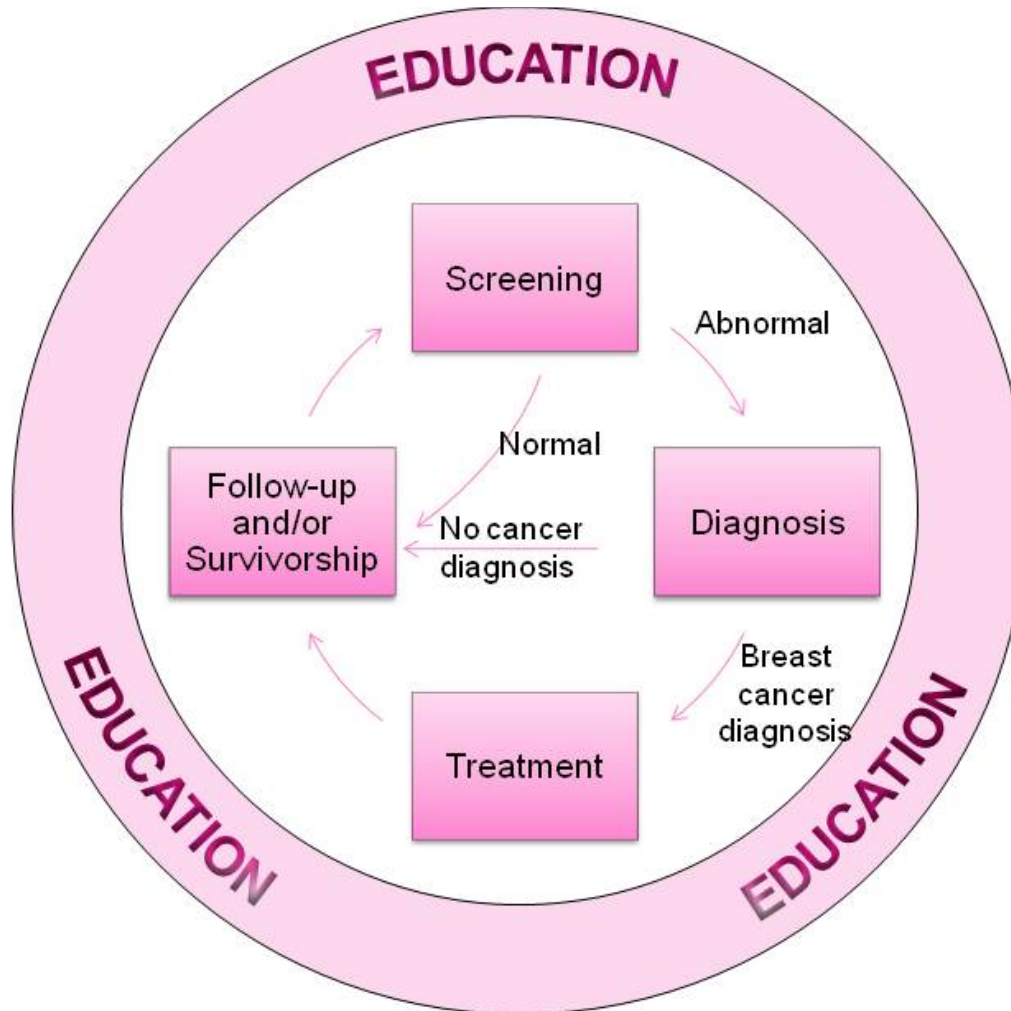 EDUCATION
Screening
Abnormal
Normal
Follow-up
and/or
Survivorship
No cancer
diagnosis
Diagnosis
Breast
cancer
diagnosis
Treatment
EDUCATION
EDUCATION